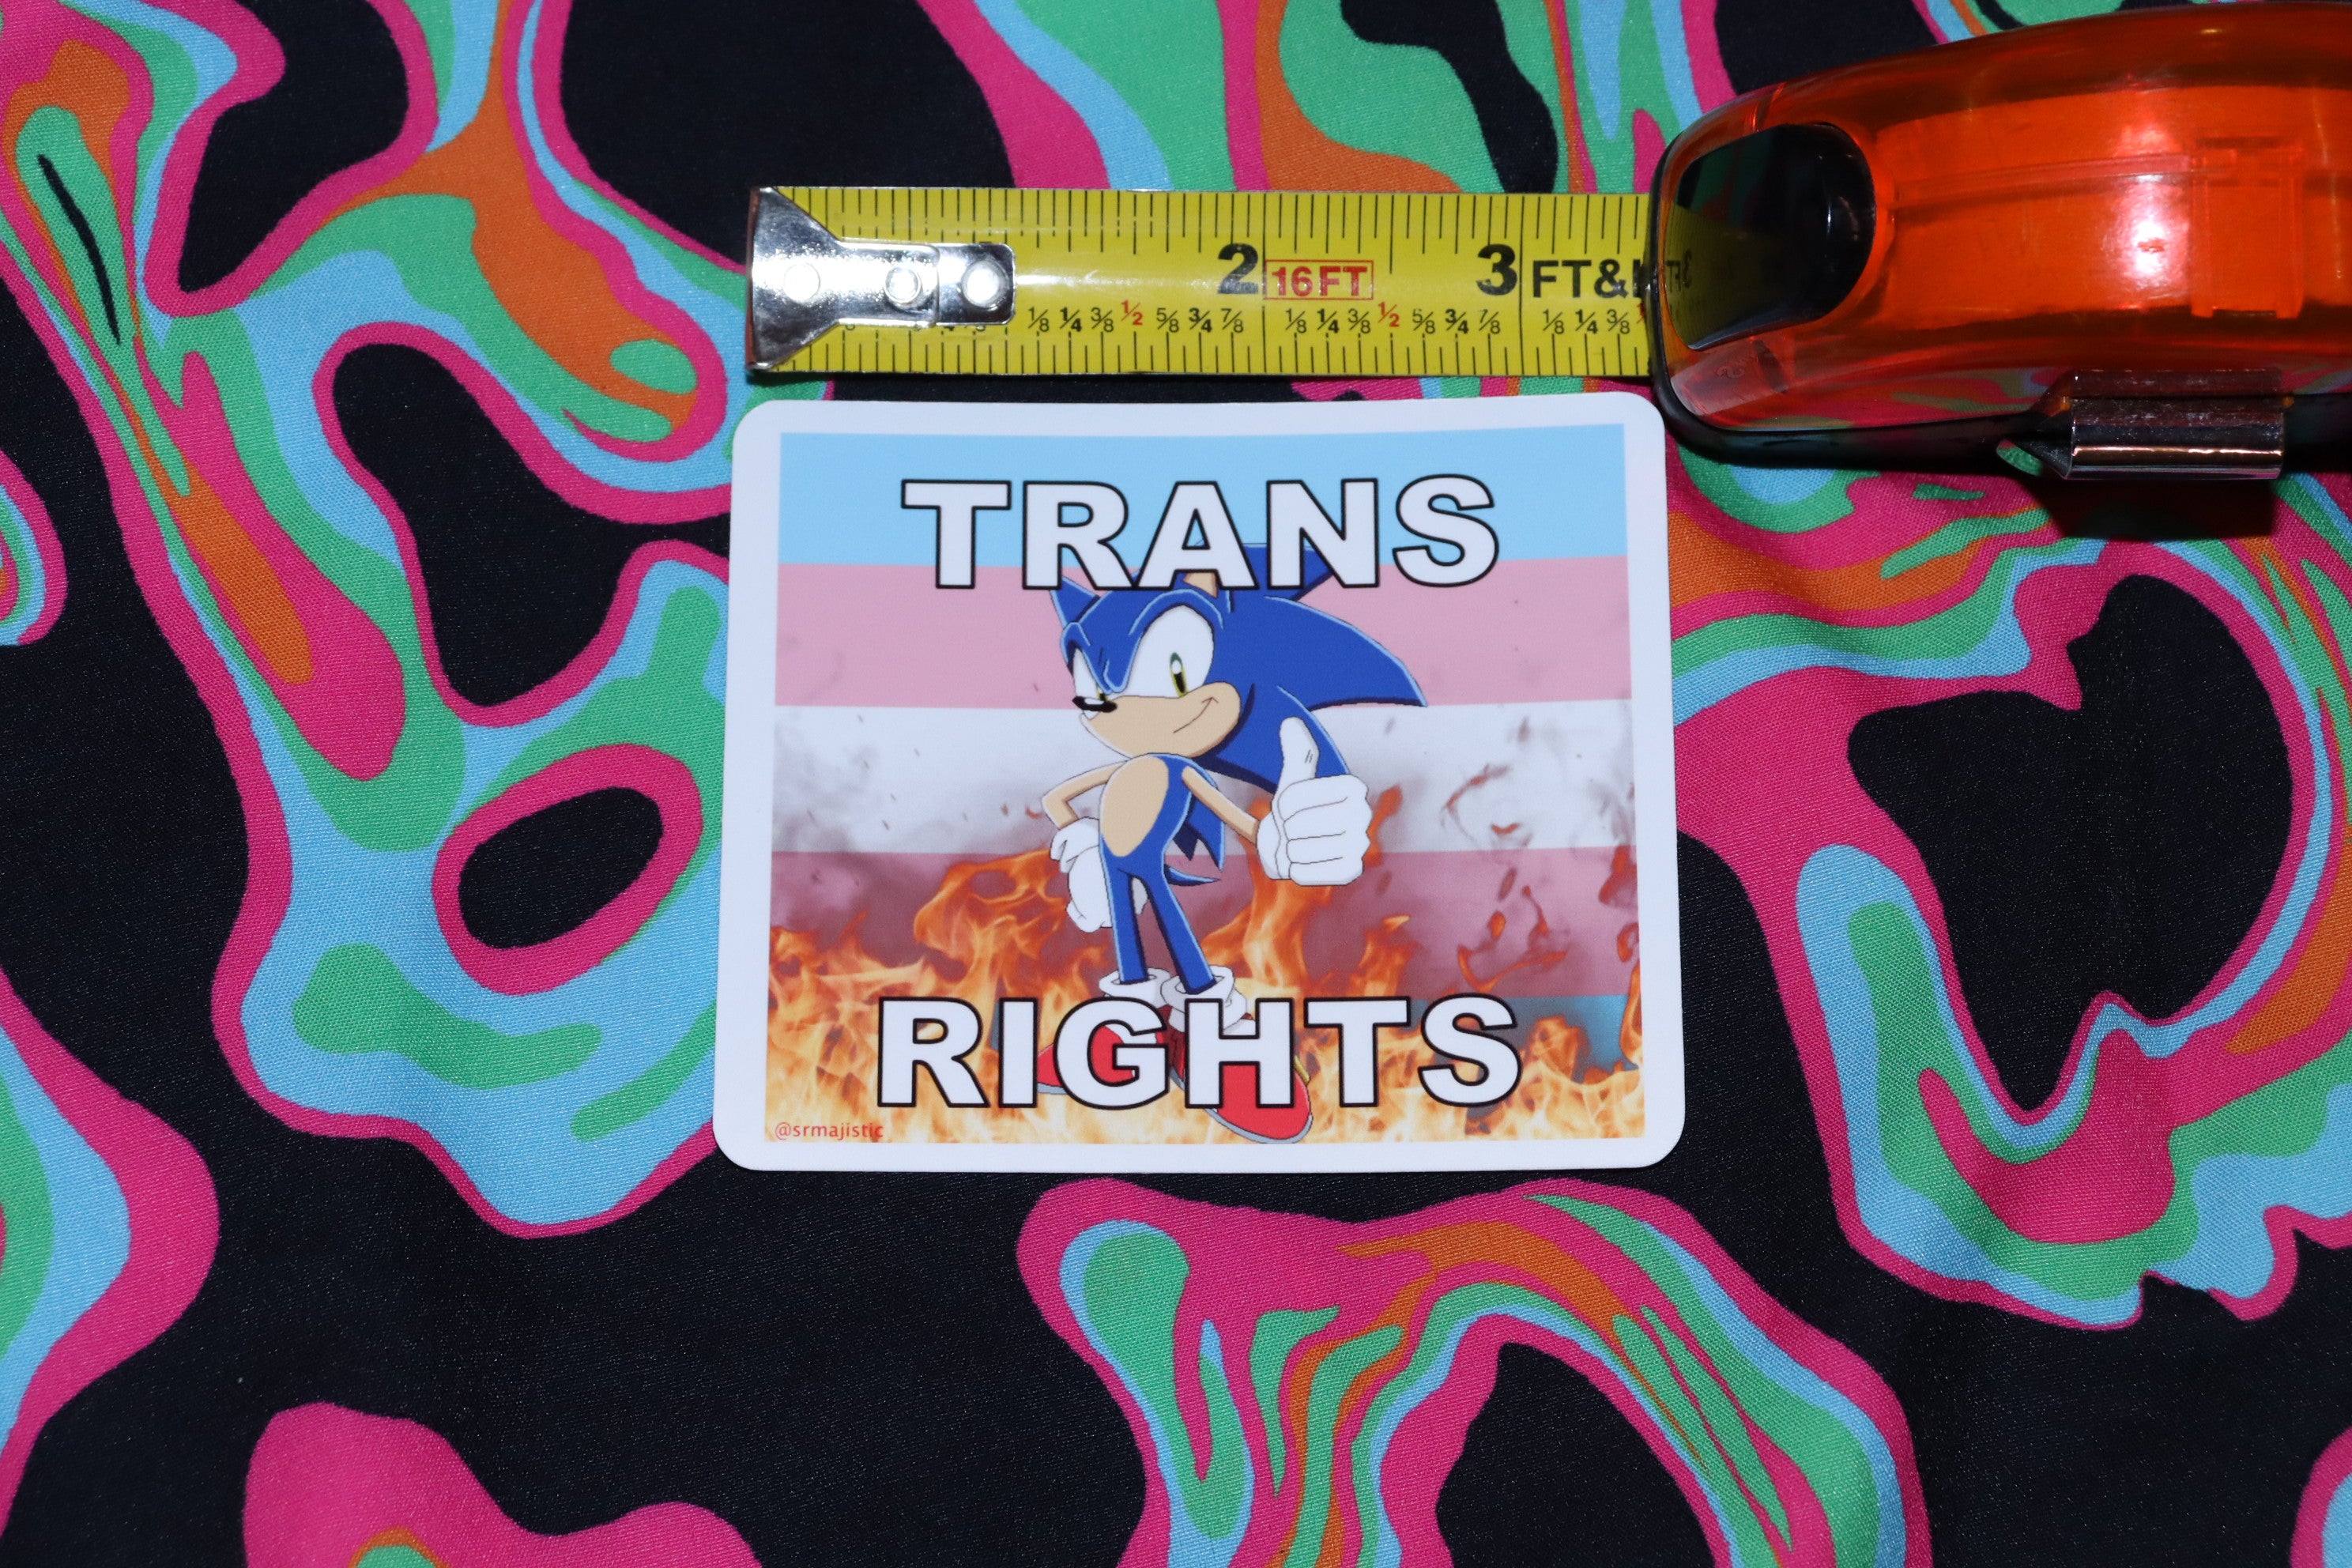 2 16FT 3 FT&
1/8 1/4 3/8 1/2 5/8 3/4 7/8 1/8 1/4 3/8 1/2 5/8 3/4 7/8 1/8 1/4 3/8
TRANS
RIGHTS
@srmajistic